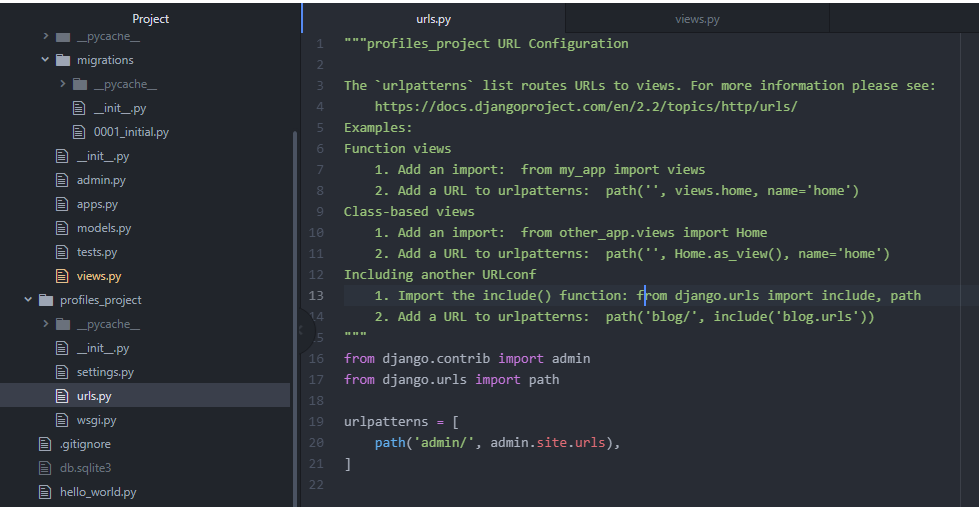 Project
__pycache__
migrations
__pycache__
__init__.py
0001_initial.py
__init__.py
admin.py
apps.py
models.py
tests.py
views.py
profiles_project
__pycache__
__init__.py
settings.py
urls.py
wsgi.py
.gitignore
db.sqlite3
hello_world.py
urls.py
views.py
1 """profiles_project URL Configuration
2
3 The `urlpatterns` list routes URLs to views. For more information please see:
4     https://docs.djangoproject.com/en/2.2/topics/http/urls/
5 Examples:
6 Function views
7     1. Add an import:  from my_app import views
8     2. Add a URL to urlpatterns:  path('', views.home, name='home')
9 Class-based views
10     1. Add an import:  from other_app.views import Home
11     2. Add a URL to urlpatterns:  path('', Home.as_view(), name='home')
12 Including another URLconf
13     1. Import the include() function: from django.urls import include, path
14     2. Add a URL to urlpatterns:  path('blog/', include('blog.urls'))
15 """
16 from django.contrib import admin
17 from django.urls import path
18
19 urlpatterns = [
20     path('admin/', admin.site.urls),
21 ]
22